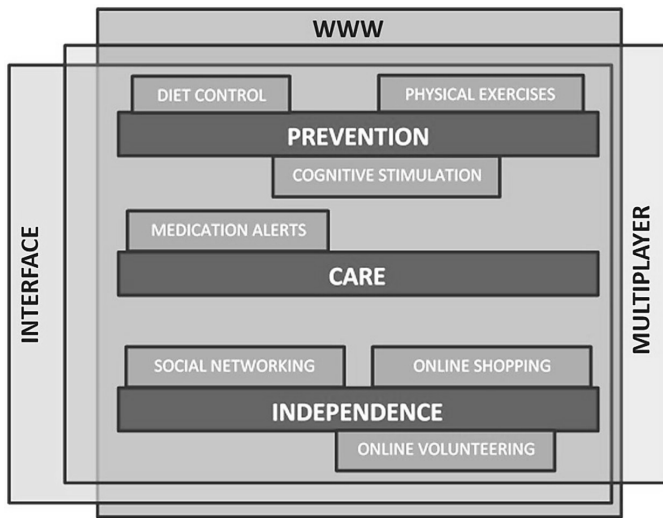 WWW
DIET CONTROL
PHYSICAL EXERCISES
PREVENTION
COGNITIVE STIMULATION
MEDICATION ALERTS
CARE
SOCIAL NETWORKING
ONLINE SHOPPING
INDEPENDENCE
ONLINE VOLUNTEERING
INTERFACE
MULTIPLAYER